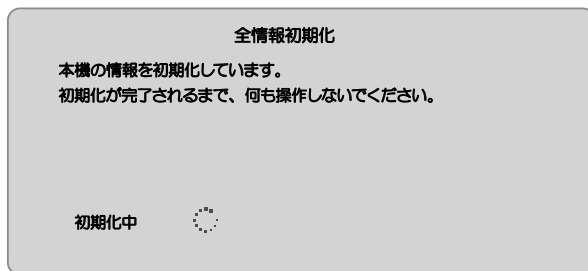 全情報初期化
本機の情報を初期化しています。
初期化が完了されるまで、何も操作しないでください。
初期化中